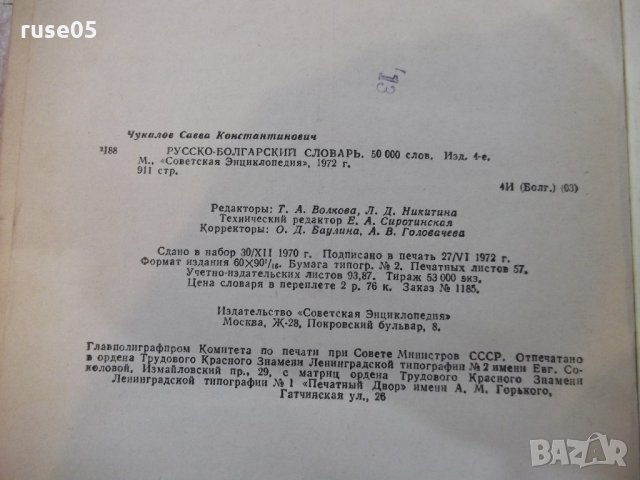 ruse05
'73
Чукалов Савва Константинович
Ч88
РУССКО-БОЛГАРСКИЙ СЛОВАРЬ. 50 000 слов. Изд. 4-е.
М., «Советская Энциклопедия», 1972 г.
911 стр.
4И (Болг.) (03)
Редакторы: Т. А. Волкова, Л. Д. Никитина
Технический редактор Е. А. Сиротинская
Корректоры: О. Д. Баулина, А. В. Головачева
Сдано в набор 30/XII 1970 г. Подписано в печать 27/VI 1972 г.
Формат издания 60×90¹/₁₆. Бумага типогр. № 2. Печатных листов 57.
Учетно-издательских листов 93,87. Тираж 53 000 экз.
Цена словаря в переплете 2 р. 76 к. Заказ № 1185.
Издательство «Советская Энциклопедия»
Москва, Ж-28, Покровский бульвар, 8.
Главполиграфпром Комитета по печати при Совете Министров СССР. Отпечатано
в ордена Трудового Красного Знамени Ленинградской типографии № 2 имени Евг. Со-
коловой, Измайловский пр., 29, с матриц ордена Трудового Красного Знамени
Ленинградской типографии № 1 «Печатный Двор» имени А. М. Горького,
Гатчинская ул., 26
BAZAR